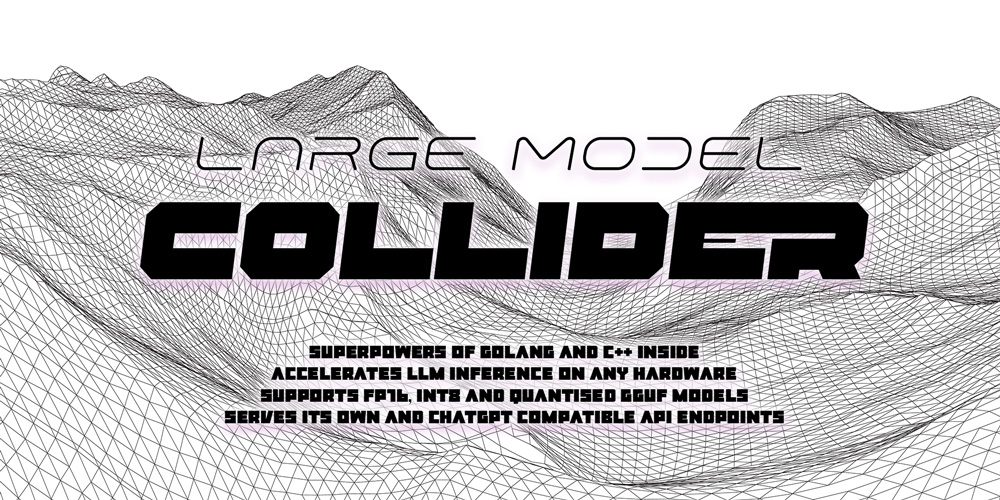 LARGE MODEL
COLLIDER
SUPERPOWERS OF GOLANG AND C++ INSIDE
ACCELERATES LLM INFERENCE ON ANY HARDWARE
SUPPORTS FP16, INT8 AND QUANTISED GGUF MODELS
SERVES ITS OWN AND CHATGPT COMPATIBLE API ENDPOINTS